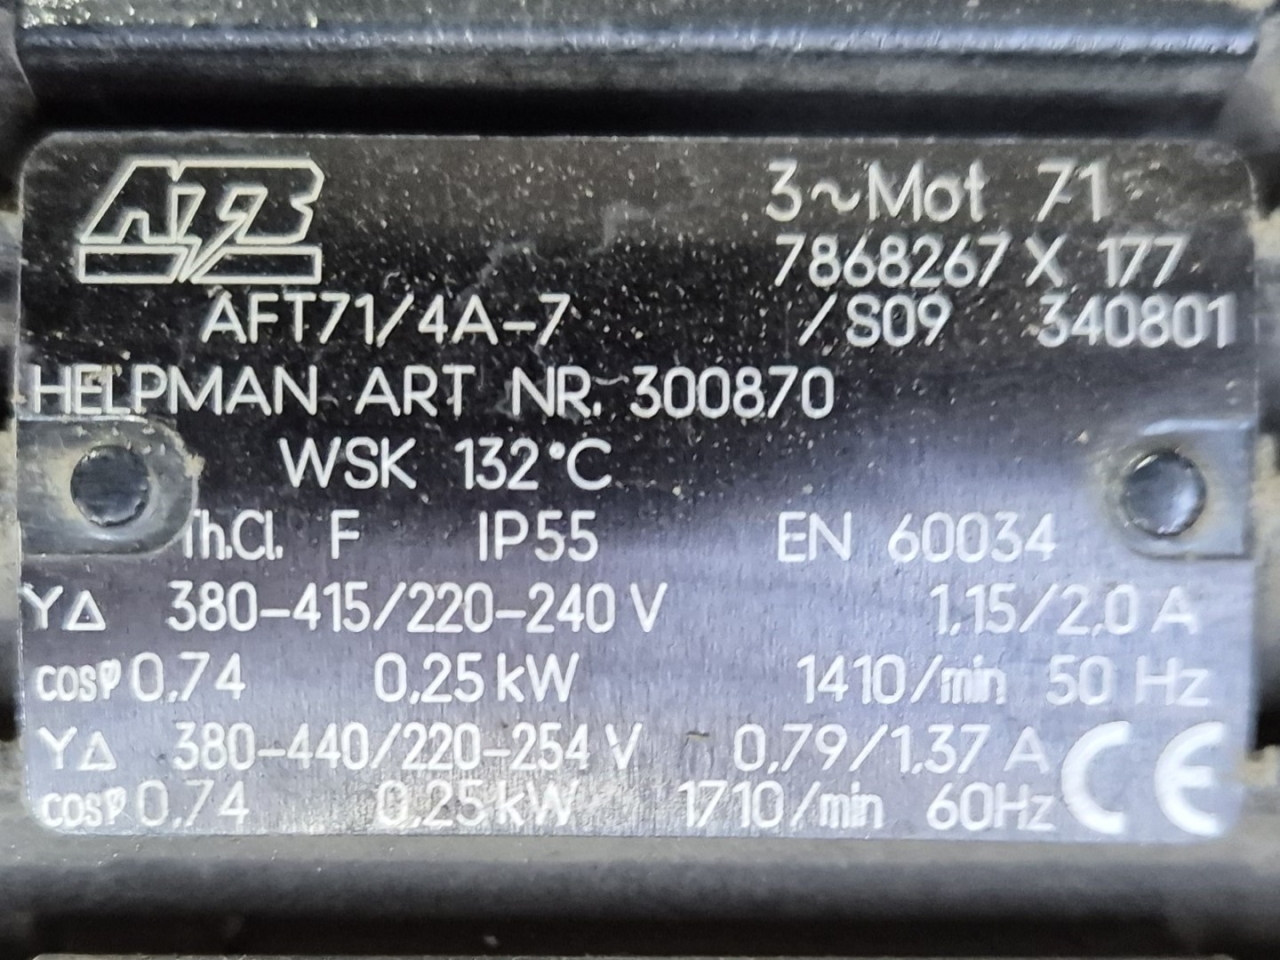 ATB
3~Mot 71
7868267 X 177
AFT71/4A-7 /S09 340801
HELPMAN ART NR. 300870
WSK 132°C
Th.Cl. F IP55 EN 60034
Y△ 380-415/220-240 V 1,15/2,0 A
cosφ 0,74 0,25 kW 1410/min 50 Hz
Y△ 380-440/220-254 V 0,79/1,37 A
cosφ 0,74 0,25 kW 1710/min 60Hz
CE